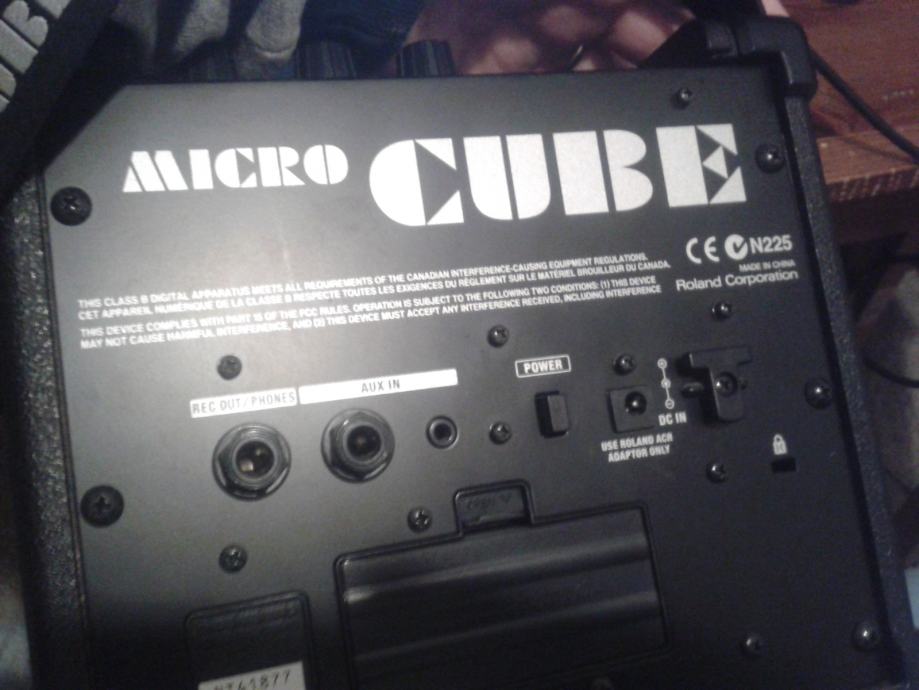 MICRO CUBE
CE N225
MADE IN CHINA
Roland Corporation
THIS CLASS B DIGITAL APPARATUS MEETS ALL REQUIREMENTS OF THE CANADIAN INTERFERENCE-CAUSING EQUIPMENT REGULATIONS.
CET APPAREIL NUMÉRIQUE DE LA CLASSE B RESPECTE TOUTES LES EXIGENCES DU RÈGLEMENT SUR LE MATÉRIEL BROUILLEUR DU CANADA.
THIS DEVICE COMPLIES WITH PART 15 OF THE FCC RULES. OPERATION IS SUBJECT TO THE FOLLOWING TWO CONDITIONS: (1) THIS DEVICE
MAY NOT CAUSE HARMFUL INTERFERENCE, AND (2) THIS DEVICE MUST ACCEPT ANY INTERFERENCE RECEIVED, INCLUDING INTERFERENCE
POWER
REC OUT/PHONES
AUX IN
DC IN
USE ROLAND ACR
ADAPTOR ONLY